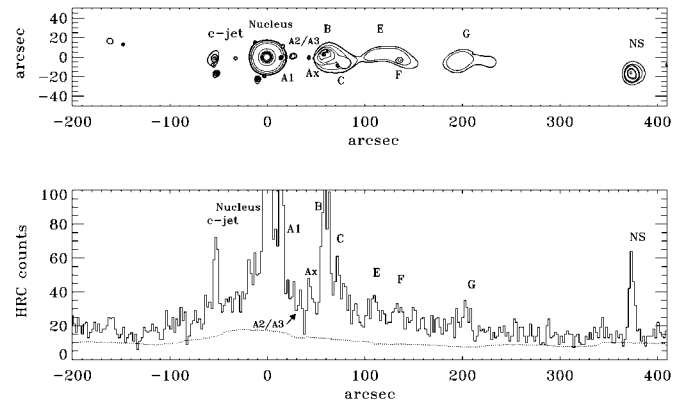 Nucleus
c-jet
A2/A3
B
E
G
NS
A1
Ax
C
F
arcsec
40
20
0
-20
-40
-200 -100 0 100 200 300 400
arcsec
HRC counts
100
80
60
40
20
0
Nucleus
c-jet
B
A1
C
NS
Ax
E
F
G
A2/A3
-200 -100 0 100 200 300 400
arcsec